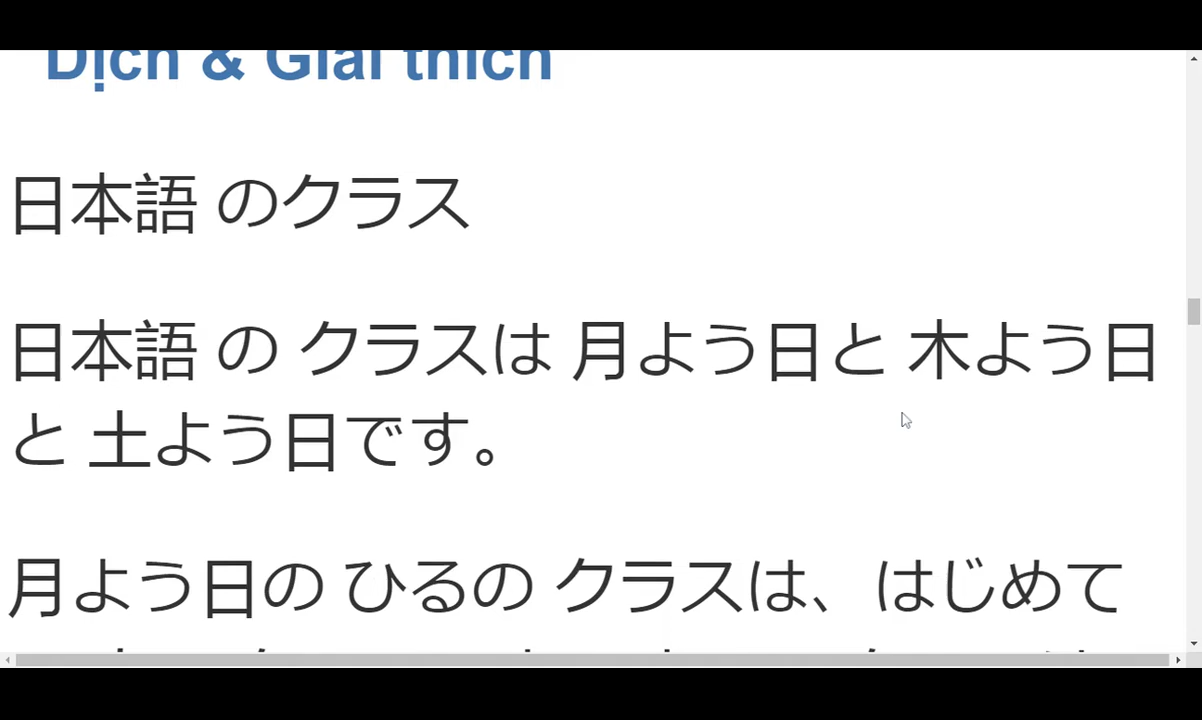 Dịch & Giải thích
日本語 のクラス
日本語 の クラスは 月よう日と 木よう日
と 土よう日です。
月よう日の ひるの クラスは、はじめて